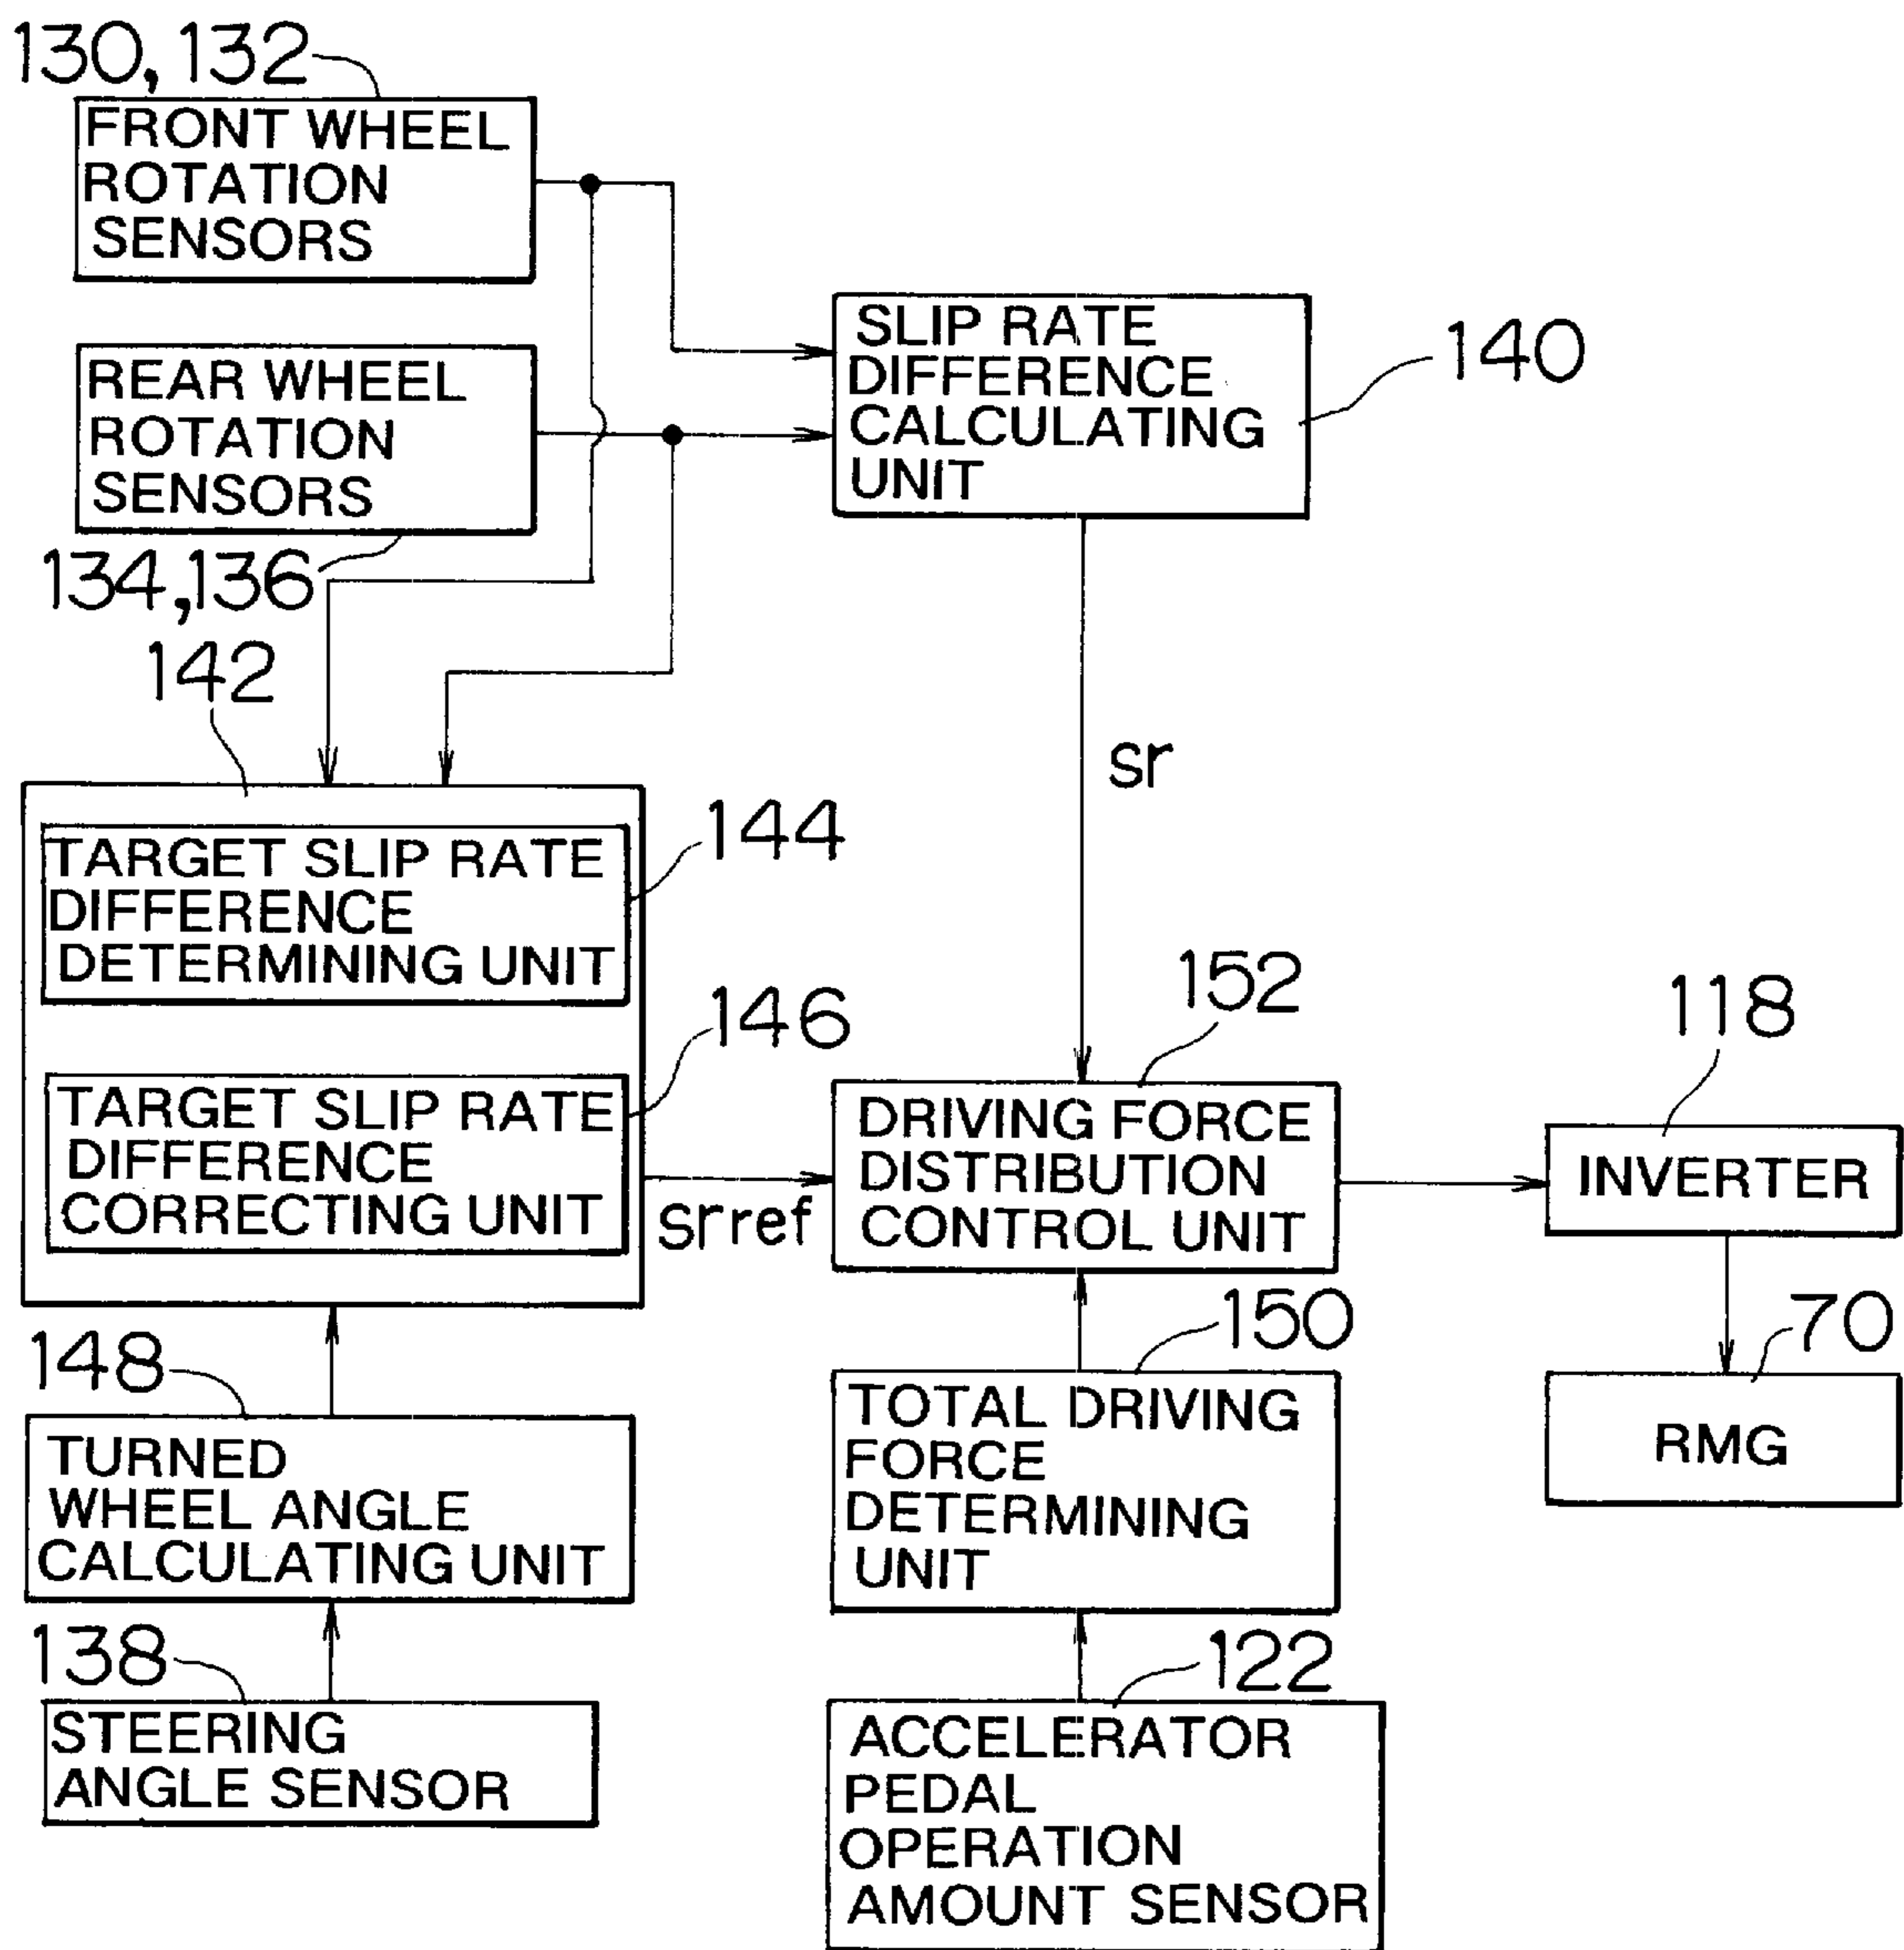 130, 132
FRONT WHEEL
ROTATION
SENSORS
REAR WHEEL
ROTATION
SENSORS
134, 136
SLIP RATE
DIFFERENCE
CALCULATING
UNIT
140
sr
142
TARGET SLIP RATE
DIFFERENCE
DETERMINING UNIT
144
TARGET SLIP RATE
DIFFERENCE
CORRECTING UNIT
146
srref
152
DRIVING FORCE
DISTRIBUTION
CONTROL UNIT
118
INVERTER
70
RMG
148
TURNED
WHEEL ANGLE
CALCULATING UNIT
150
TOTAL DRIVING
FORCE
DETERMINING
UNIT
138
STEERING
ANGLE SENSOR
122
ACCELERATOR
PEDAL
OPERATION
AMOUNT SENSOR